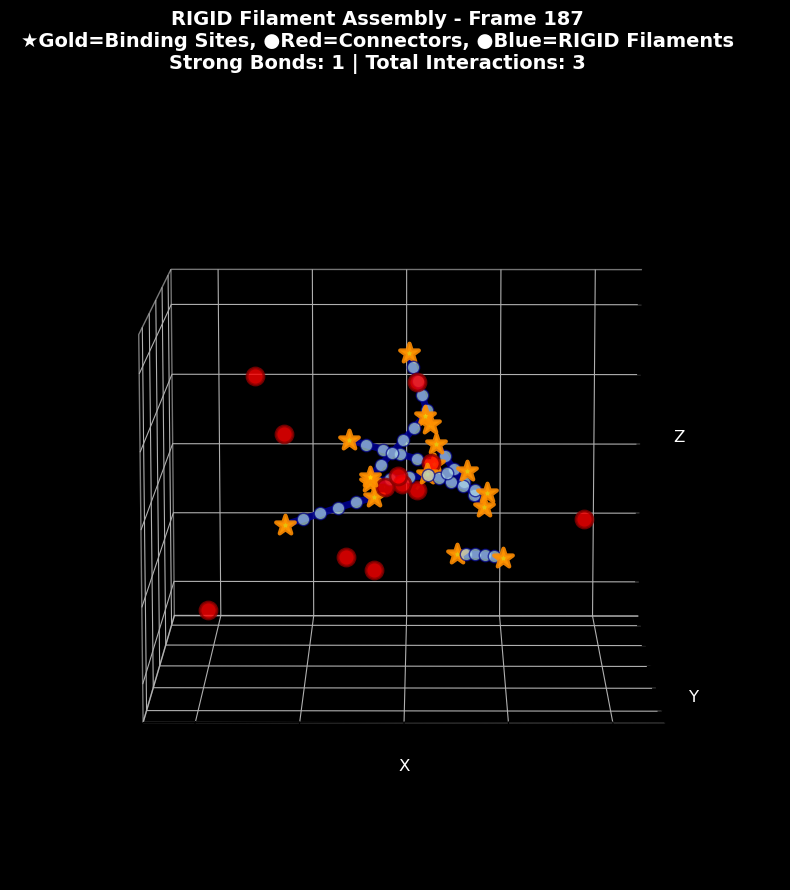 RIGID Filament Assembly - Frame 187
★Gold=Binding Sites, ●Red=Connectors, ●Blue=RIGID Filaments
Strong Bonds: 1 | Total Interactions: 3
Z
Y
X